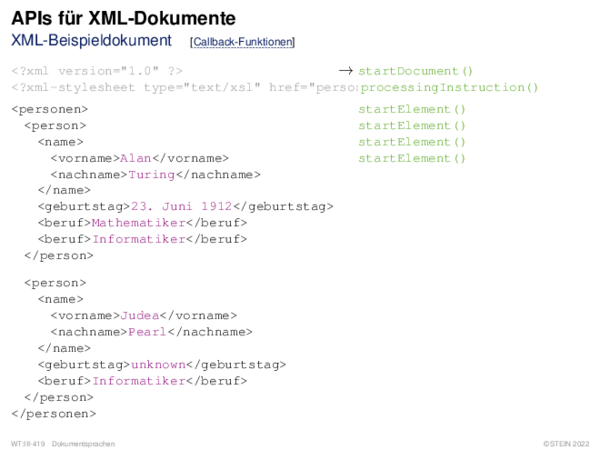 APIs für XML-Dokumente
XML-Beispieldokument [Callback-Funktionen]
<?xml version="1.0" ?> → startDocument()
<?xml-stylesheet type="text/xsl" href="perso processingInstruction()
<personen> startElement()
<person> startElement()
<name> startElement()
<vorname>Alan</vorname> startElement()
<nachname>Turing</nachname>
</name>
<geburtstag>23. Juni 1912</geburtstag>
<beruf>Mathematiker</beruf>
<beruf>Informatiker</beruf>
</person>
<person>
<name>
<vorname>Judea</vorname>
<nachname>Pearl</nachname>
</name>
<geburtstag>unknown</geburtstag>
<beruf>Informatiker</beruf>
</person>
</personen>
WT:III-419 Dokumentsprachen ©STEIN 2022